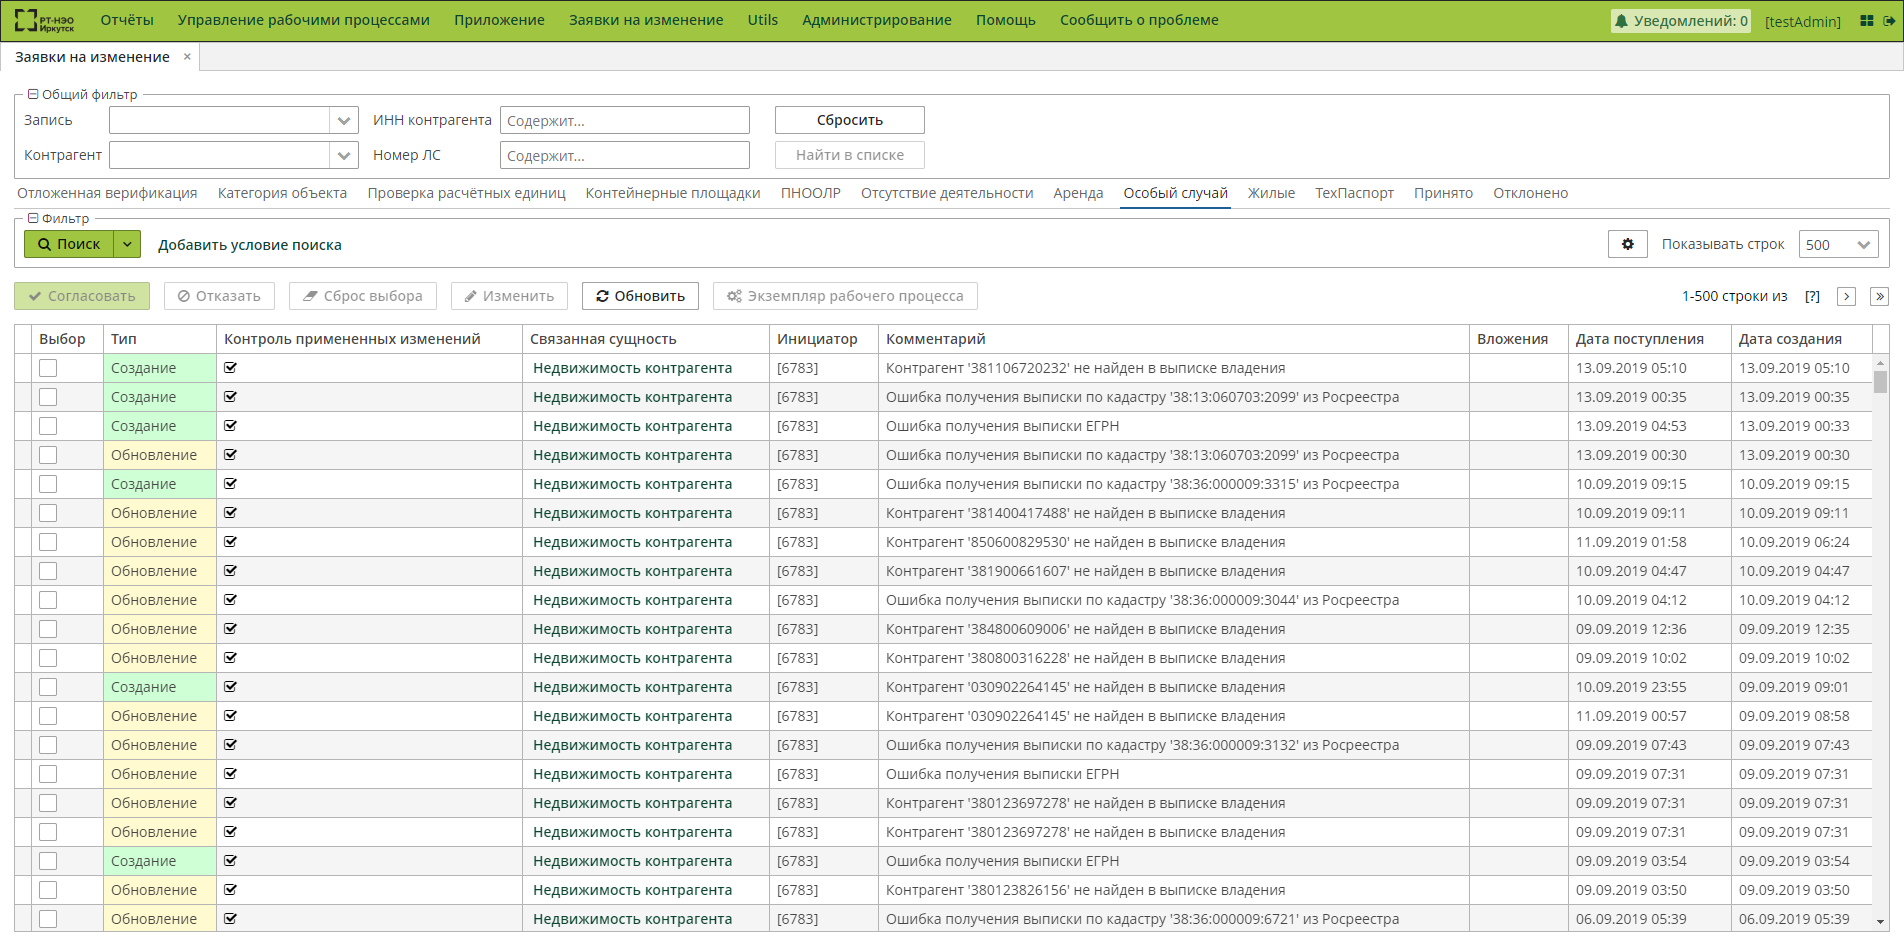 РТ-НЭО Иркутск Отчёты Управление рабочими процессами Приложение Заявки на изменение Utils Администрирование Помощь Сообщить о проблеме Уведомлений: 0 [testAdmin]
Заявки на изменение ×
Общий фильтр
Запись ИНН контрагента Содержит... Сбросить
Контрагент Номер ЛС Содержит... Найти в списке
Отложенная верификация Категория объекта Проверка расчётных единиц Контейнерные площадки ПНООЛР Отсутствие деятельности Аренда Особый случай Жилые ТехПаспорт Принято Отклонено
Фильтр
Поиск Добавить условие поиска Показывать строк 500
Согласовать Отказать Сброс выбора Изменить Обновить Экземпляр рабочего процесса 1-500 строки из [?]
Выбор Тип Контроль примененных изменений Связанная сущность Инициатор Комментарий Вложения Дата поступления Дата создания
Создание Недвижимость контрагента [6783] Контрагент '381106720232' не найден в выписке владения 13.09.2019 05:10 13.09.2019 05:10
Создание Недвижимость контрагента [6783] Ошибка получения выписки по кадастру '38:13:060703:2099' из Росреестра 13.09.2019 00:35 13.09.2019 00:35
Создание Недвижимость контрагента [6783] Ошибка получения выписки ЕГРН 13.09.2019 04:53 13.09.2019 00:33
Обновление Недвижимость контрагента [6783] Ошибка получения выписки по кадастру '38:13:060703:2099' из Росреестра 13.09.2019 00:30 13.09.2019 00:30
Создание Недвижимость контрагента [6783] Ошибка получения выписки по кадастру '38:36:000009:3315' из Росреестра 10.09.2019 09:15 10.09.2019 09:15
Обновление Недвижимость контрагента [6783] Контрагент '381400417488' не найден в выписке владения 10.09.2019 09:11 10.09.2019 09:11
Обновление Недвижимость контрагента [6783] Контрагент '850600829530' не найден в выписке владения 11.09.2019 01:58 10.09.2019 06:24
Обновление Недвижимость контрагента [6783] Контрагент '381900661607' не найден в выписке владения 10.09.2019 04:47 10.09.2019 04:47
Обновление Недвижимость контрагента [6783] Ошибка получения выписки по кадастру '38:36:000009:3044' из Росреестра 10.09.2019 04:12 10.09.2019 04:12
Обновление Недвижимость контрагента [6783] Контрагент '384800609006' не найден в выписке владения 09.09.2019 12:36 09.09.2019 12:35
Обновление Недвижимость контрагента [6783] Контрагент '380800316228' не найден в выписке владения 09.09.2019 10:02 09.09.2019 10:02
Создание Недвижимость контрагента [6783] Контрагент '030902264145' не найден в выписке владения 10.09.2019 23:55 09.09.2019 09:01
Обновление Недвижимость контрагента [6783] Контрагент '030902264145' не найден в выписке владения 11.09.2019 00:57 09.09.2019 08:58
Обновление Недвижимость контрагента [6783] Ошибка получения выписки по кадастру '38:36:000009:3132' из Росреестра 09.09.2019 07:43 09.09.2019 07:43
Обновление Недвижимость контрагента [6783] Ошибка получения выписки ЕГРН 09.09.2019 07:31 09.09.2019 07:31
Обновление Недвижимость контрагента [6783] Контрагент '380123697278' не найден в выписке владения 09.09.2019 07:31 09.09.2019 07:31
Обновление Недвижимость контрагента [6783] Контрагент '380123697278' не найден в выписке владения 09.09.2019 07:31 09.09.2019 07:31
Создание Недвижимость контрагента [6783] Ошибка получения выписки ЕГРН 09.09.2019 03:54 09.09.2019 03:54
Обновление Недвижимость контрагента [6783] Контрагент '380123826156' не найден в выписке владения 09.09.2019 03:50 09.09.2019 03:50
Обновление Недвижимость контрагента [6783] Ошибка получения выписки по кадастру '38:36:000009:6721' из Росреестра 06.09.2019 05:39 06.09.2019 05:39